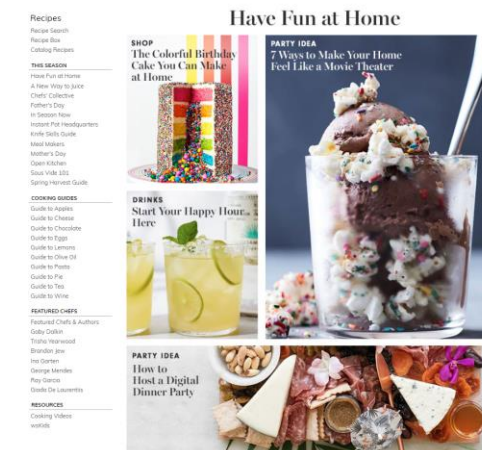 Recipes
Recipe Search
Recipe Box
Catalog Recipes
THIS SEASON
Have Fun at Home
A New Way to Juice
Chefs' Collective
Father's Day
In Season Now
Instant Pot Headquarters
Knife Skills Guide
Meal Makers
Mother's Day
Open Kitchen
Sous Vide 101
Spring Harvest Guide
COOKING GUIDES
Guide to Apples
Guide to Cheese
Guide to Chocolate
Guide to Eggs
Guide to Lemons
Guide to Olive Oil
Guide to Pasta
Guide to Pie
Guide to Tea
Guide to Wine
FEATURED CHEFS
Featured Chefs & Authors
Gaby Dalkin
Trisha Yearwood
Brandon Jew
Ina Garten
George Mendes
Ray Garcia
Giada De Laurentiis
RESOURCES
Cooking Videos
wsKids
Have Fun at Home
SHOP
The Colorful Birthday
Cake You Can Make
at Home
PARTY IDEA
7 Ways to Make Your Home
Feel Like a Movie Theater
DRINKS
Start Your Happy Hour
Here
PARTY IDEA
How to
Host a Digital
Dinner Party